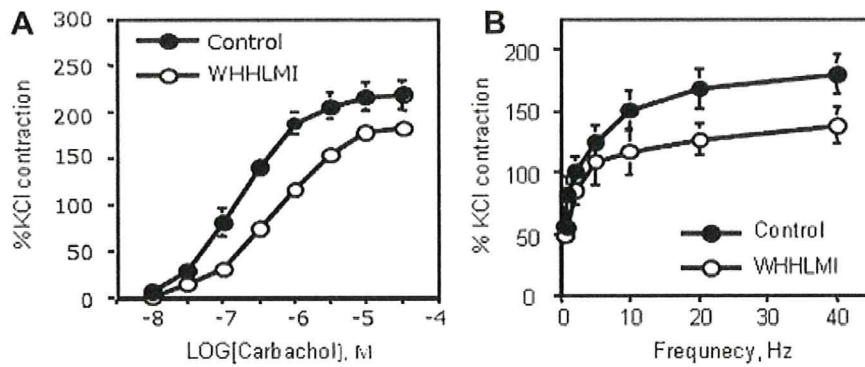 A
300
250
200
150
100
50
0
Control
WHHLMI
%KCl contraction
-8
-7
-6
-5
-4
LOG[Carbachol], M
B
200
150
100
50
0
% KCl contraction
Control
WHHLMI
0
10
20
30
40
Frequnecy, Hz